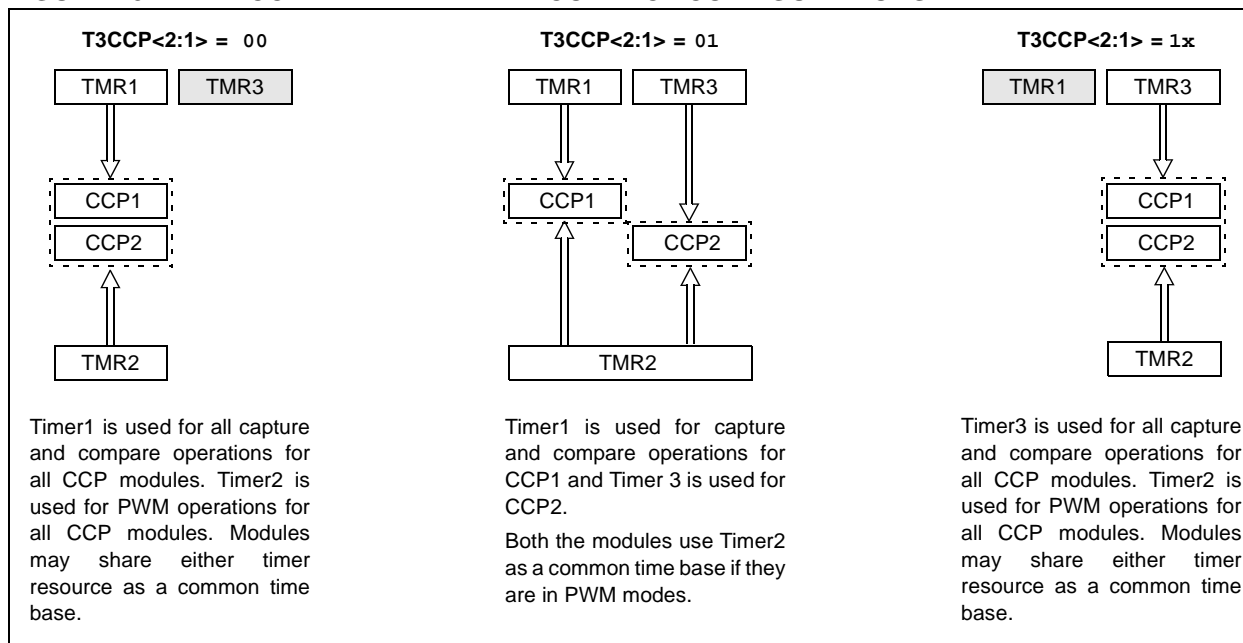 T3CCP<2:1> = 00
TMR1 TMR3
CCP1
CCP2
TMR2
Timer1 is used for all capture
and compare operations for
all CCP modules. Timer2 is
used for PWM operations for
all CCP modules. Modules
may share either timer
resource as a common time
base.
T3CCP<2:1> = 01
TMR1 TMR3
CCP1
CCP2
TMR2
Timer1 is used for capture
and compare operations for
CCP1 and Timer 3 is used for
CCP2.
Both the modules use Timer2
as a common time base if they
are in PWM modes.
T3CCP<2:1> = 1x
TMR1 TMR3
CCP1
CCP2
TMR2
Timer3 is used for all capture
and compare operations for
all CCP modules. Timer2 is
used for PWM operations for
all CCP modules. Modules
may share either timer
resource as a common time
base.